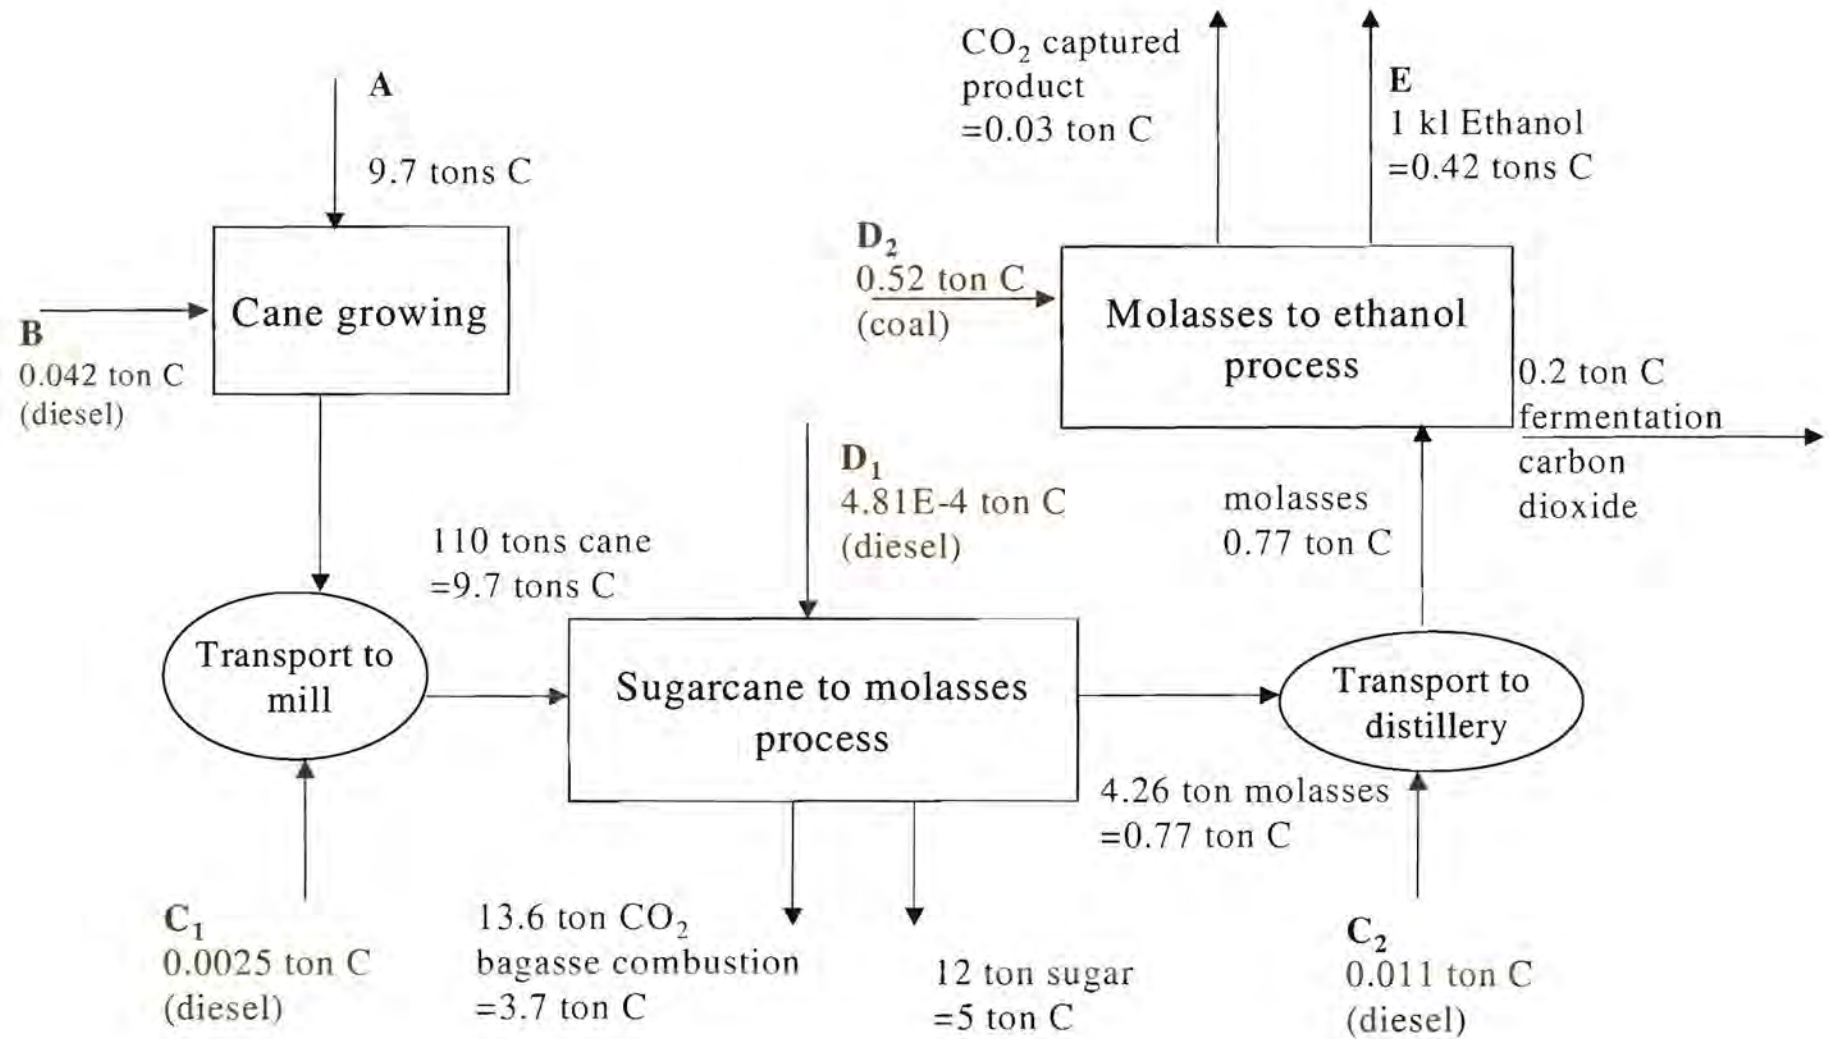 A
9.7 tons C
Cane growing
B
0.042 ton C
(diesel)
110 tons cane
=9.7 tons C
Transport to
mill
C₁
0.0025 ton C
(diesel)
D₁
4.81E-4 ton C
(diesel)
Sugarcane to molasses
process
13.6 ton CO₂
bagasse combustion
=3.7 ton C
12 ton sugar
=5 ton C
4.26 ton molasses
=0.77 ton C
Transport to
distillery
C₂
0.011 ton C
(diesel)
molasses
0.77 ton C
D₂
0.52 ton C
(coal)
Molasses to ethanol
process
CO₂ captured
product
=0.03 ton C
E
1 kl Ethanol
=0.42 tons C
0.2 ton C
fermentation
carbon
dioxide